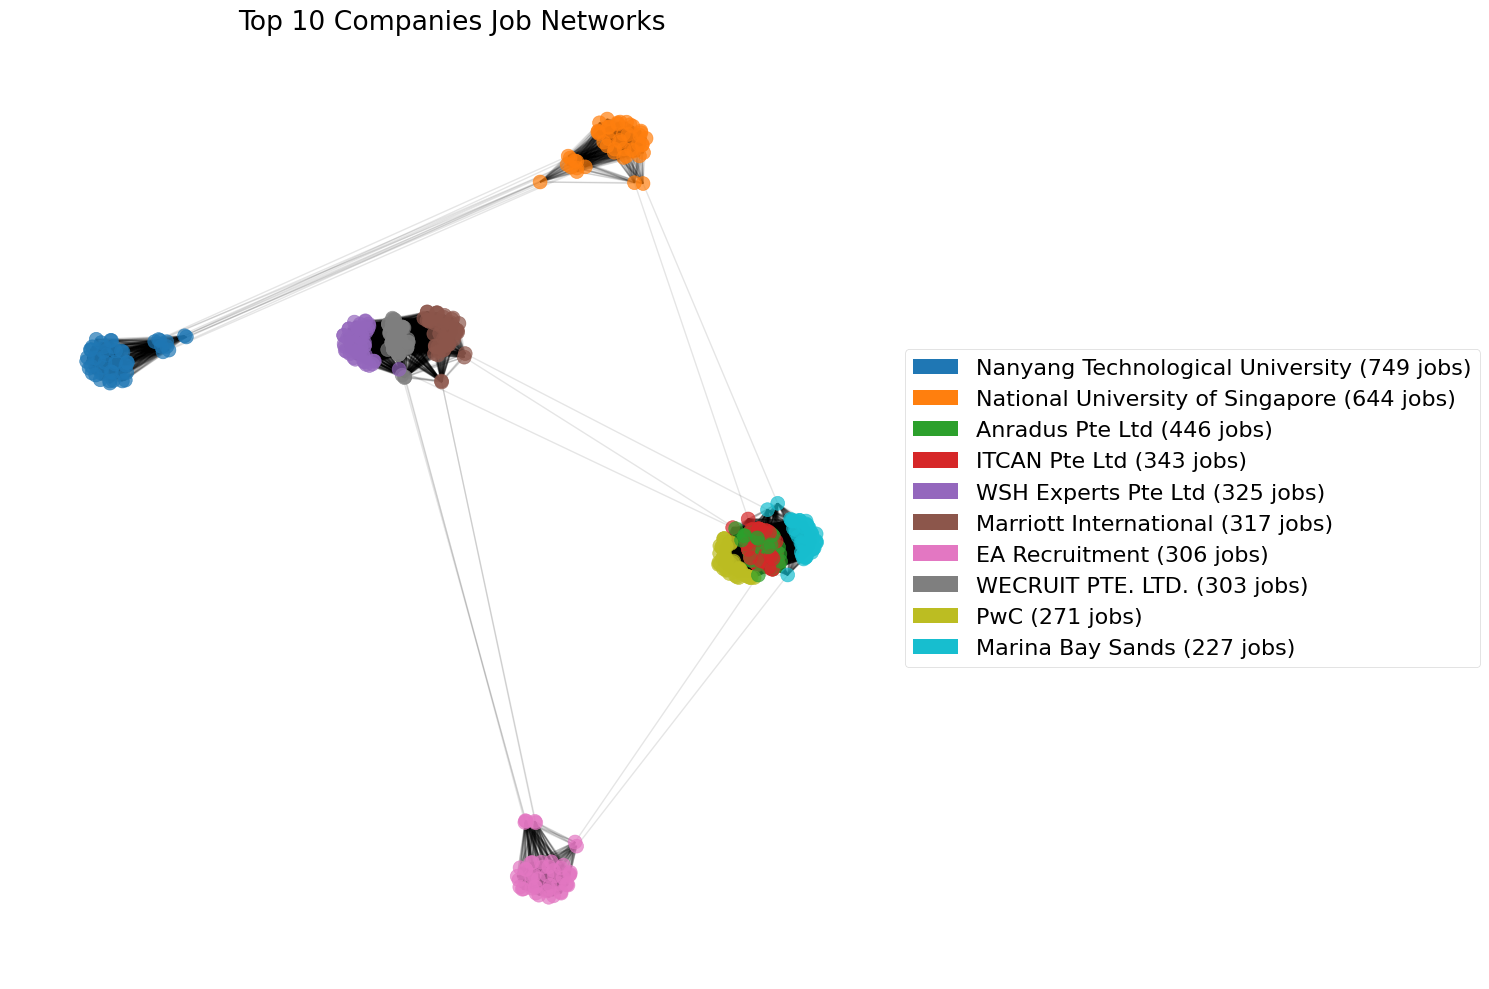 Top 10 Companies Job Networks
Nanyang Technological University (749 jobs)
National University of Singapore (644 jobs)
Anradus Pte Ltd (446 jobs)
ITCAN Pte Ltd (343 jobs)
WSH Experts Pte Ltd (325 jobs)
Marriott International (317 jobs)
EA Recruitment (306 jobs)
WECRUIT PTE. LTD. (303 jobs)
PwC (271 jobs)
Marina Bay Sands (227 jobs)